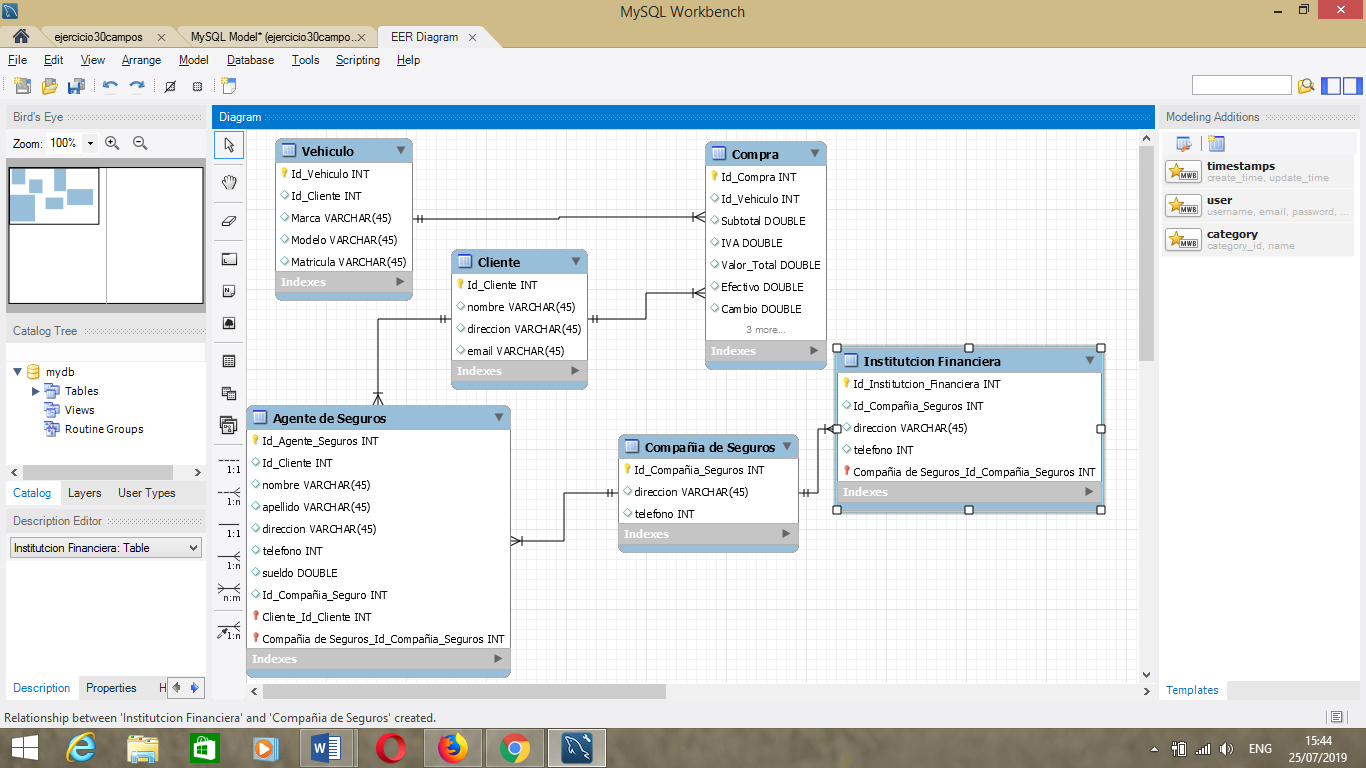 MySQL Workbench
ejercicio30campos
MySQL Model* (ejercicio30campo...
EER Diagram
File Edit View Arrange Model Database Tools Scripting Help
Bird's Eye
Zoom: 100%
Catalog Tree
mydb
Tables
Views
Routine Groups
Catalog Layers User Types
Description Editor
Institutcion Financiera: Table
Description Properties H
Diagram
1:1
1:n
1:1
1:n
n:m
1:n
Vehiculo
Id_Vehiculo INT
Id_Cliente INT
Marca VARCHAR(45)
Modelo VARCHAR(45)
Matricula VARCHAR(45)
Indexes
Cliente
Id_Cliente INT
nombre VARCHAR(45)
direccion VARCHAR(45)
email VARCHAR(45)
Indexes
Compra
Id_Compra INT
Id_Vehiculo INT
Subtotal DOUBLE
IVA DOUBLE
Valor_Total DOUBLE
Efectivo DOUBLE
Cambio DOUBLE
3 more...
Indexes
Institutcion Financiera
Id_Institutcion_Financiera INT
Id_Compañia_Seguros INT
direccion VARCHAR(45)
telefono INT
Compañia de Seguros_Id_Compañia_Seguros INT
Indexes
Agente de Seguros
Id_Agente_Seguros INT
Id_Cliente INT
nombre VARCHAR(45)
apellido VARCHAR(45)
direccion VARCHAR(45)
telefono INT
sueldo DOUBLE
Id_Compañia_Seguro INT
Cliente_Id_Cliente INT
Compañia de Seguros_Id_Compañia_Seguros INT
Indexes
Compañia de Seguros
Id_Compañia_Seguros INT
direccion VARCHAR(45)
telefono INT
Indexes
Modeling Additions
timestamps
create_time, update_time
user
username, email, password, ...
category
category_id, name
Templates
Relationship between 'Institutcion Financiera' and 'Compañia de Seguros' created.
ENG
15:44
25/07/2019